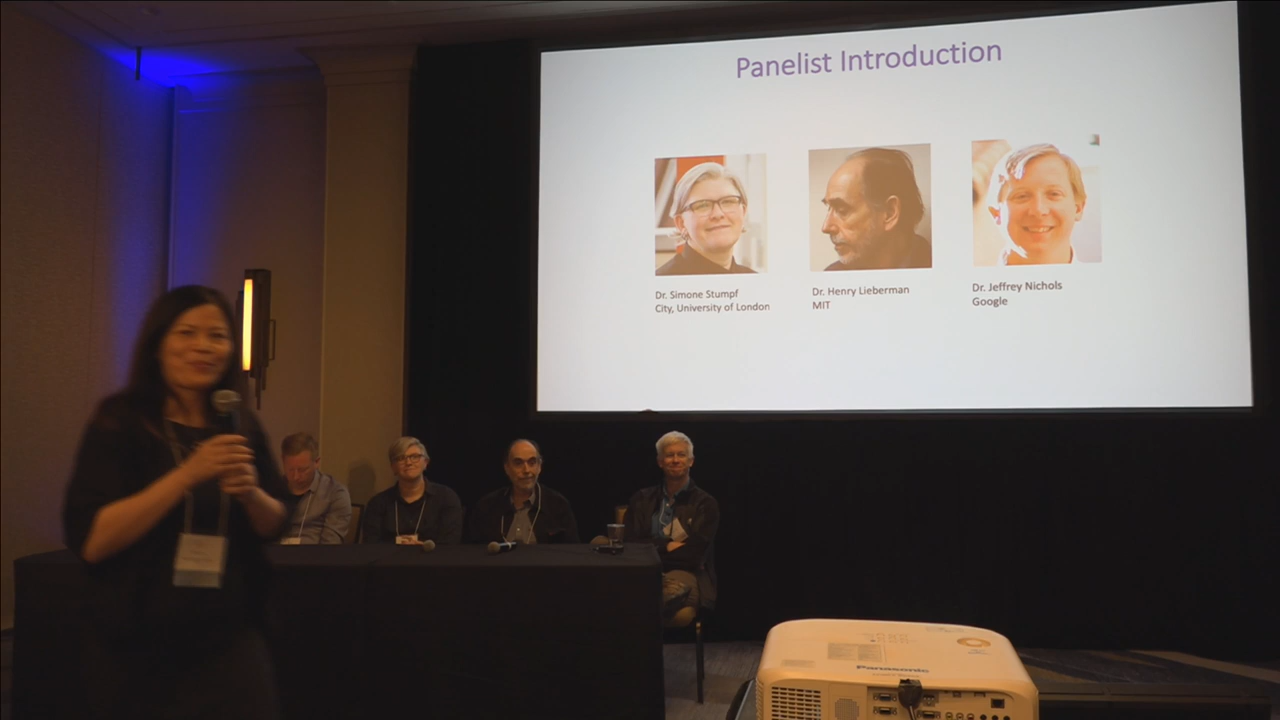 Panelist Introduction
Dr. Simone Stumpf
City, University of London
Dr. Henry Lieberman
MIT
Dr. Jeffrey Nichols
Google
Panasonic